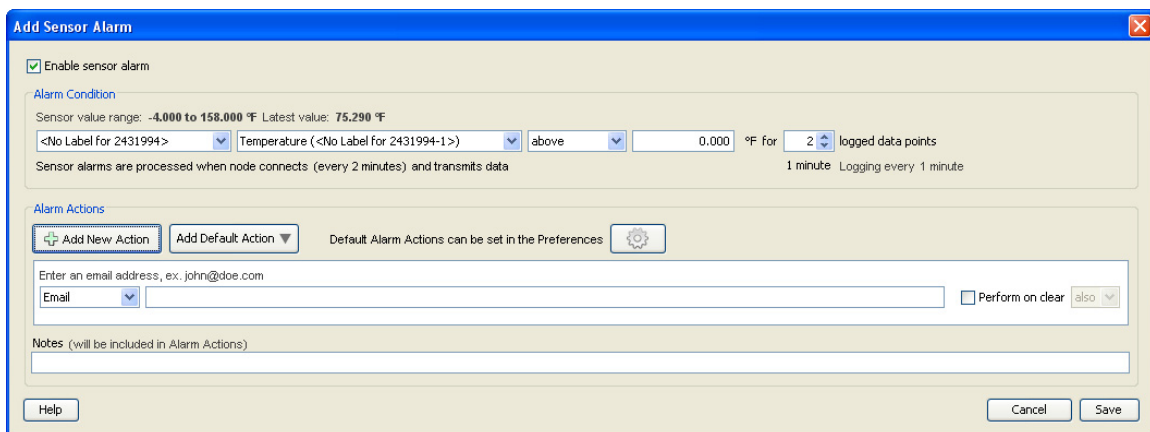 Add Sensor Alarm
Enable sensor alarm
Alarm Condition
Sensor value range: -4.000 to 158.000 °F Latest value: 75.290 °F
<No Label for 2431994> Temperature (<No Label for 2431994-1>) above 0.000 °F for 2 logged data points
Sensor alarms are processed when node connects (every 2 minutes) and transmits data 1 minute Logging every 1 minute
Alarm Actions
Add New Action Add Default Action Default Alarm Actions can be set in the Preferences
Enter an email address, ex. john@doe.com
Email Perform on clear also
Notes (will be included in Alarm Actions)
Help Cancel Save